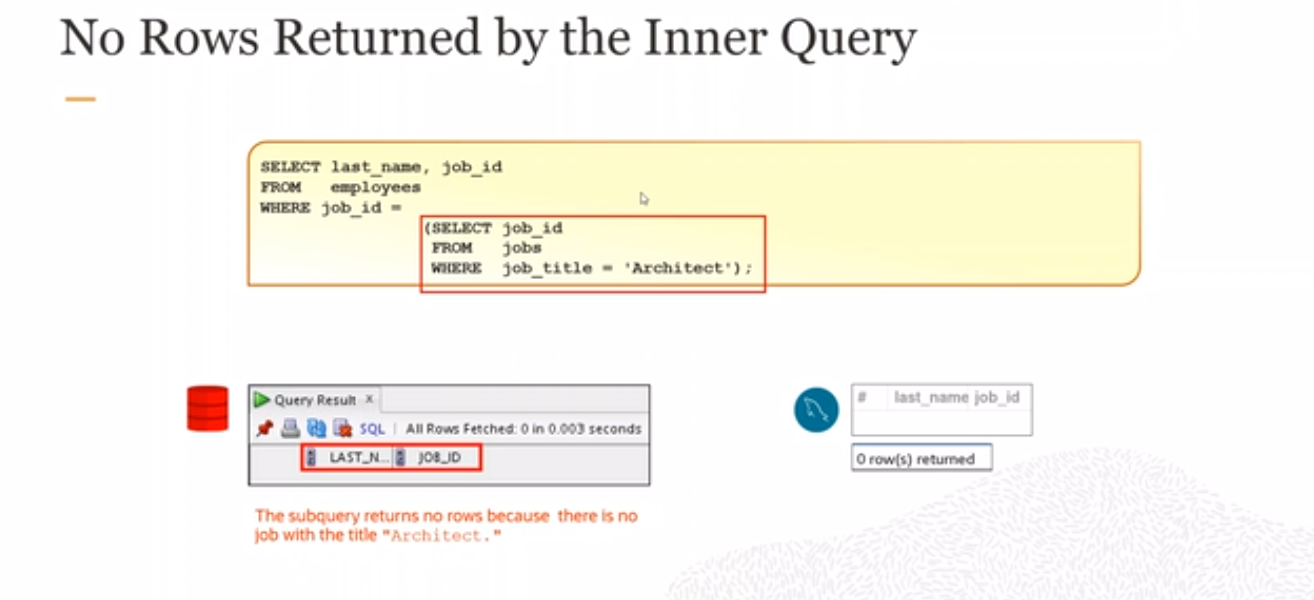 No Rows Returned by the Inner Query
SELECT last_name, job_id
FROM employees
WHERE job_id =
(SELECT job_id
FROM jobs
WHERE job_title = 'Architect');
Query Result x
SQL | All Rows Fetched: 0 in 0.003 seconds
LAST_N... JOB_ID
The subquery returns no rows because there is no
job with the title "Architect."
# last_name job_id
0 row(s) returned